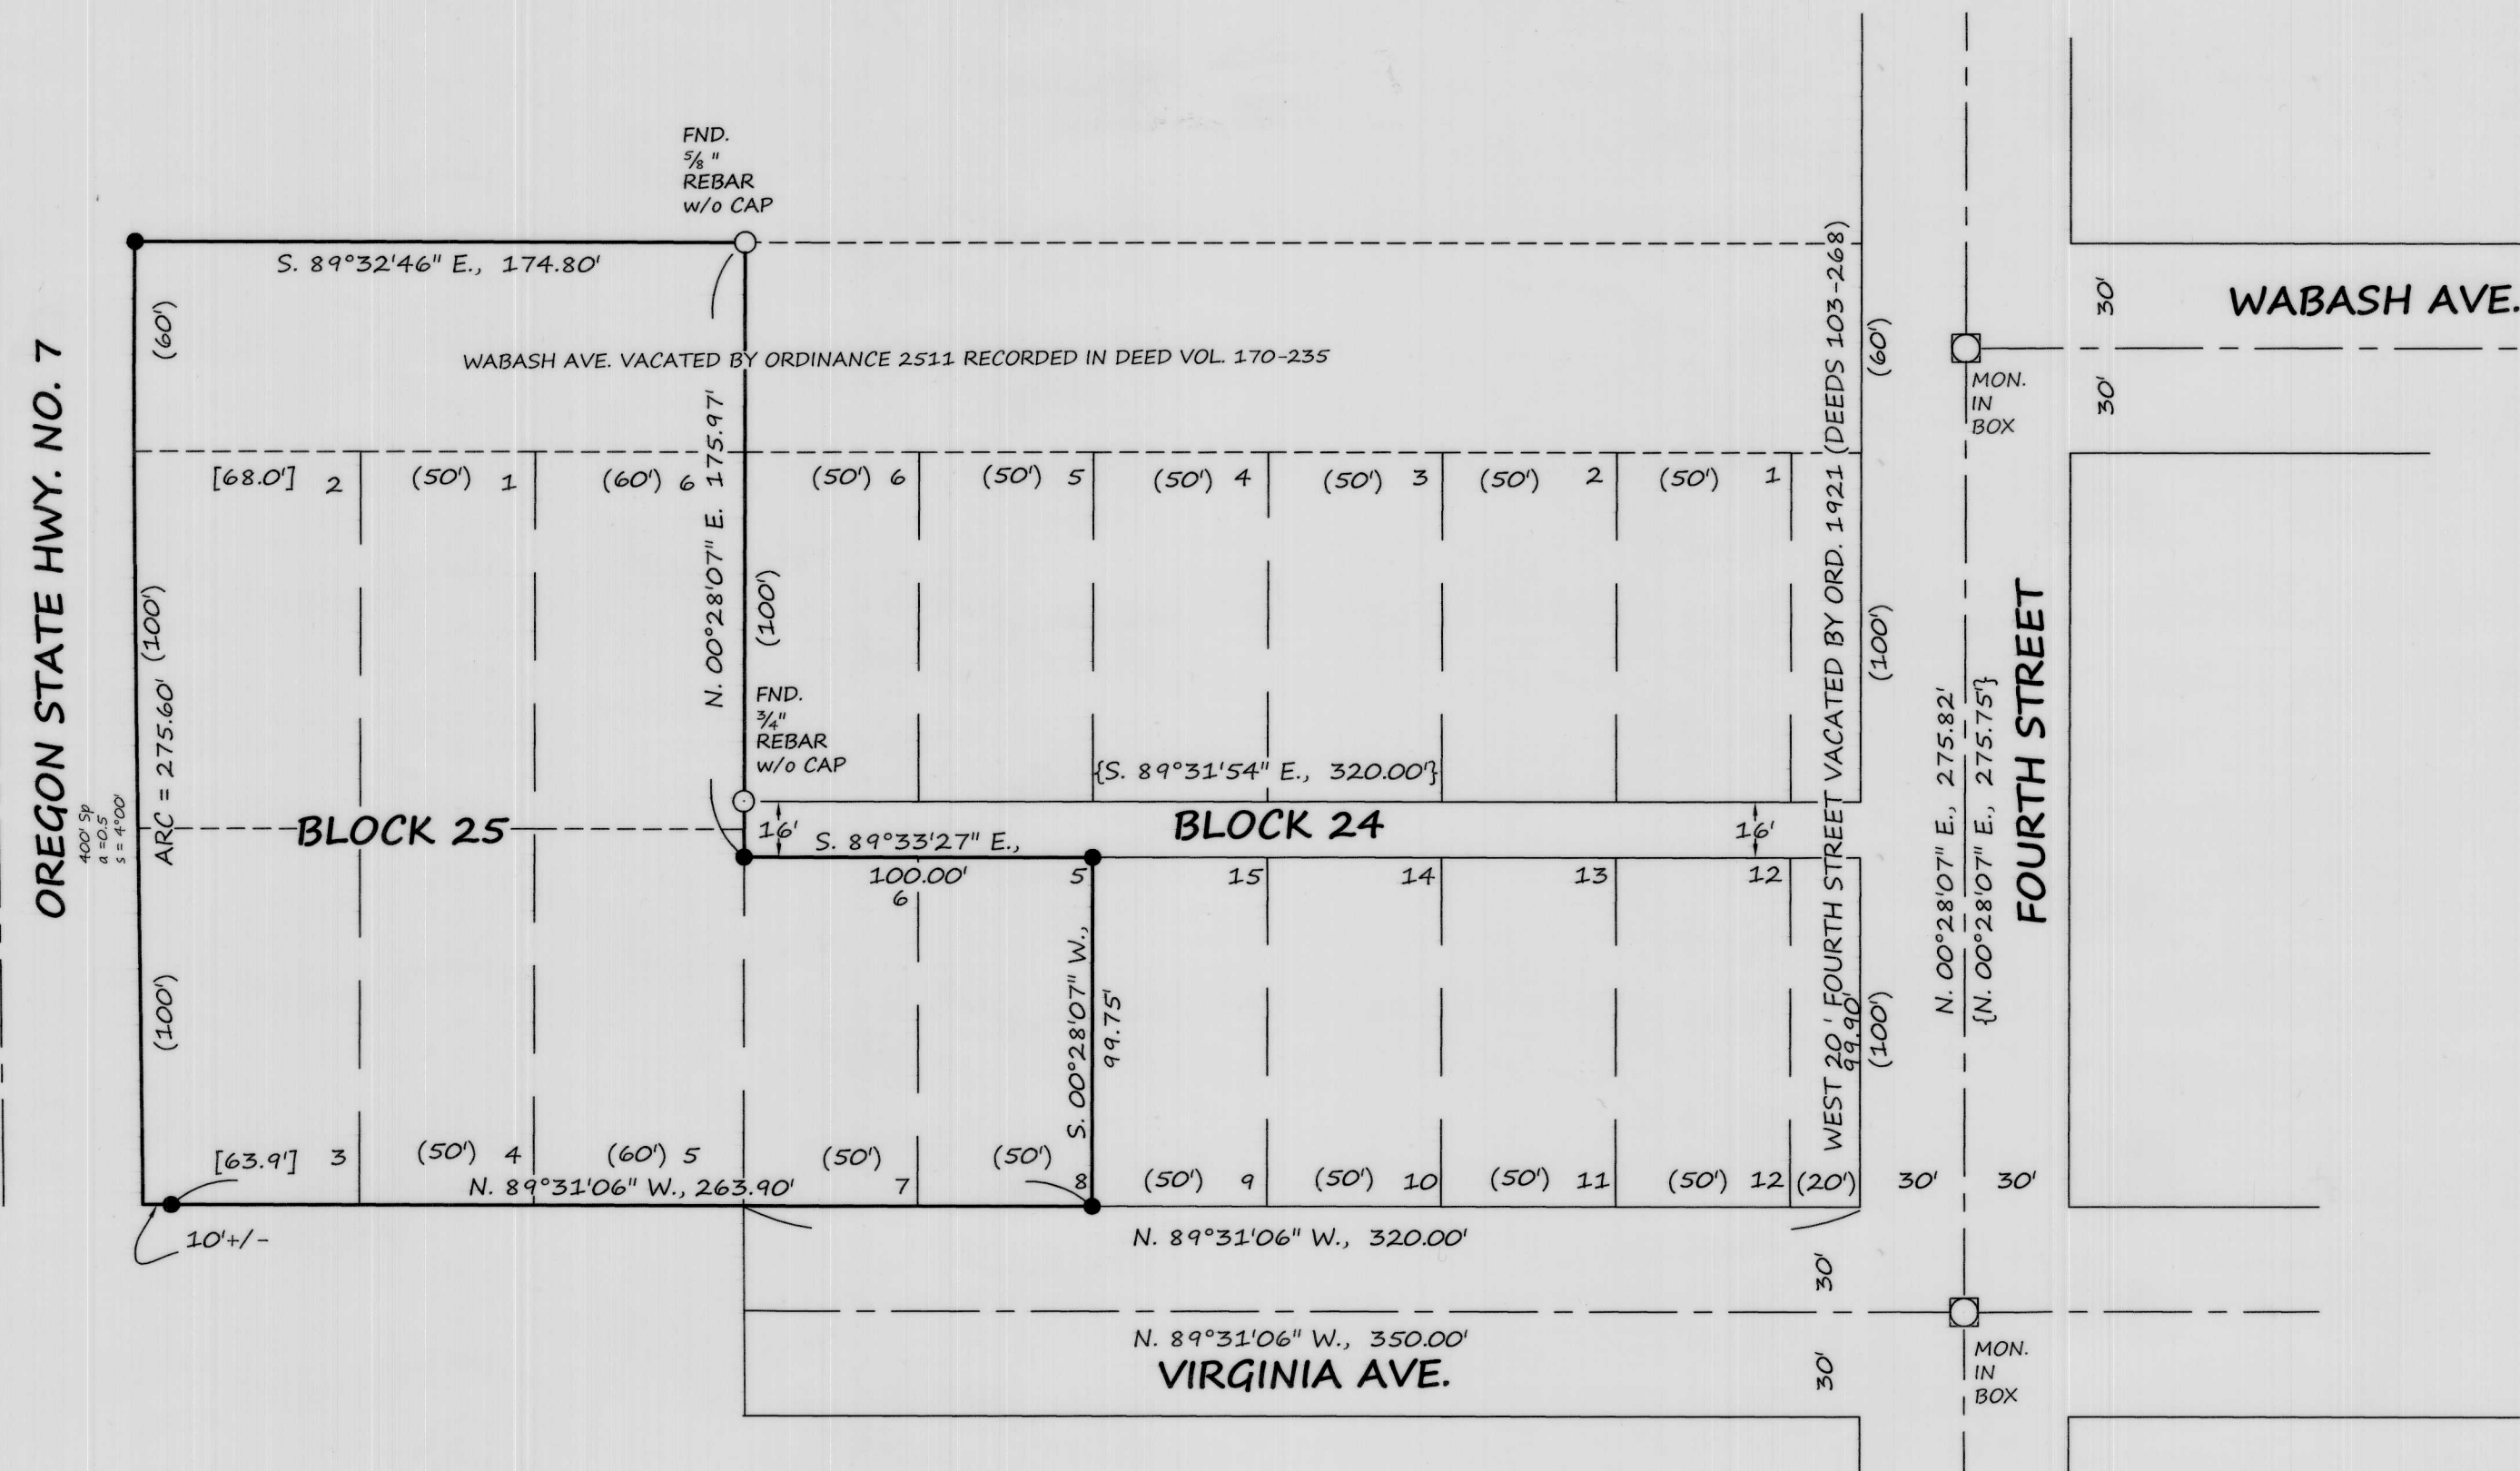 FND.
5/8 "
REBAR
w/o CAP
S. 89°32'46" E., 174.80'
(60')
WABASH AVE. VACATED BY ORDINANCE 2511 RECORDED IN DEED VOL. 170-235
WABASH AVE.
30'
30'
(60')
MON.
IN
BOX
OREGON STATE HWY. NO. 7
[68.0'] 2
(50') 1
(60') 6
(50') 6
(50') 5
(50') 4
(50') 3
(50') 2
(50') 1
N. 00°28'07" E. 175.97'
(100')
WEST 20 ' FOURTH STREET VACATED BY ORD. 1921 (DEEDS 103-268)
(100')
FOURTH STREET
N. 00°28'07" E., 275.82'
{N. 00°28'07" E., 275.75'}
FND.
3/4"
REBAR
w/o CAP
{S. 89°31'54" E., 320.00'}
400' Sp
a =0.5
s = 4°00'
ARC = 275.60' (100')
BLOCK 25
16'
BLOCK 24
16'
S. 89°33'27" E.,
100.00'
6
5
15
14
13
12
(100')
S. 00°28'07" W.,
99.75'
99.90'
(100')
[63.9'] 3
(50') 4
(60') 5
(50')
7
(50')
8
(50') 9
(50') 10
(50') 11
(50') 12
(20')
30'
30'
N. 89°31'06" W., 263.90'
10'+/-
N. 89°31'06" W., 320.00'
30'
N. 89°31'06" W., 350.00'
VIRGINIA AVE.
30'
MON.
IN
BOX